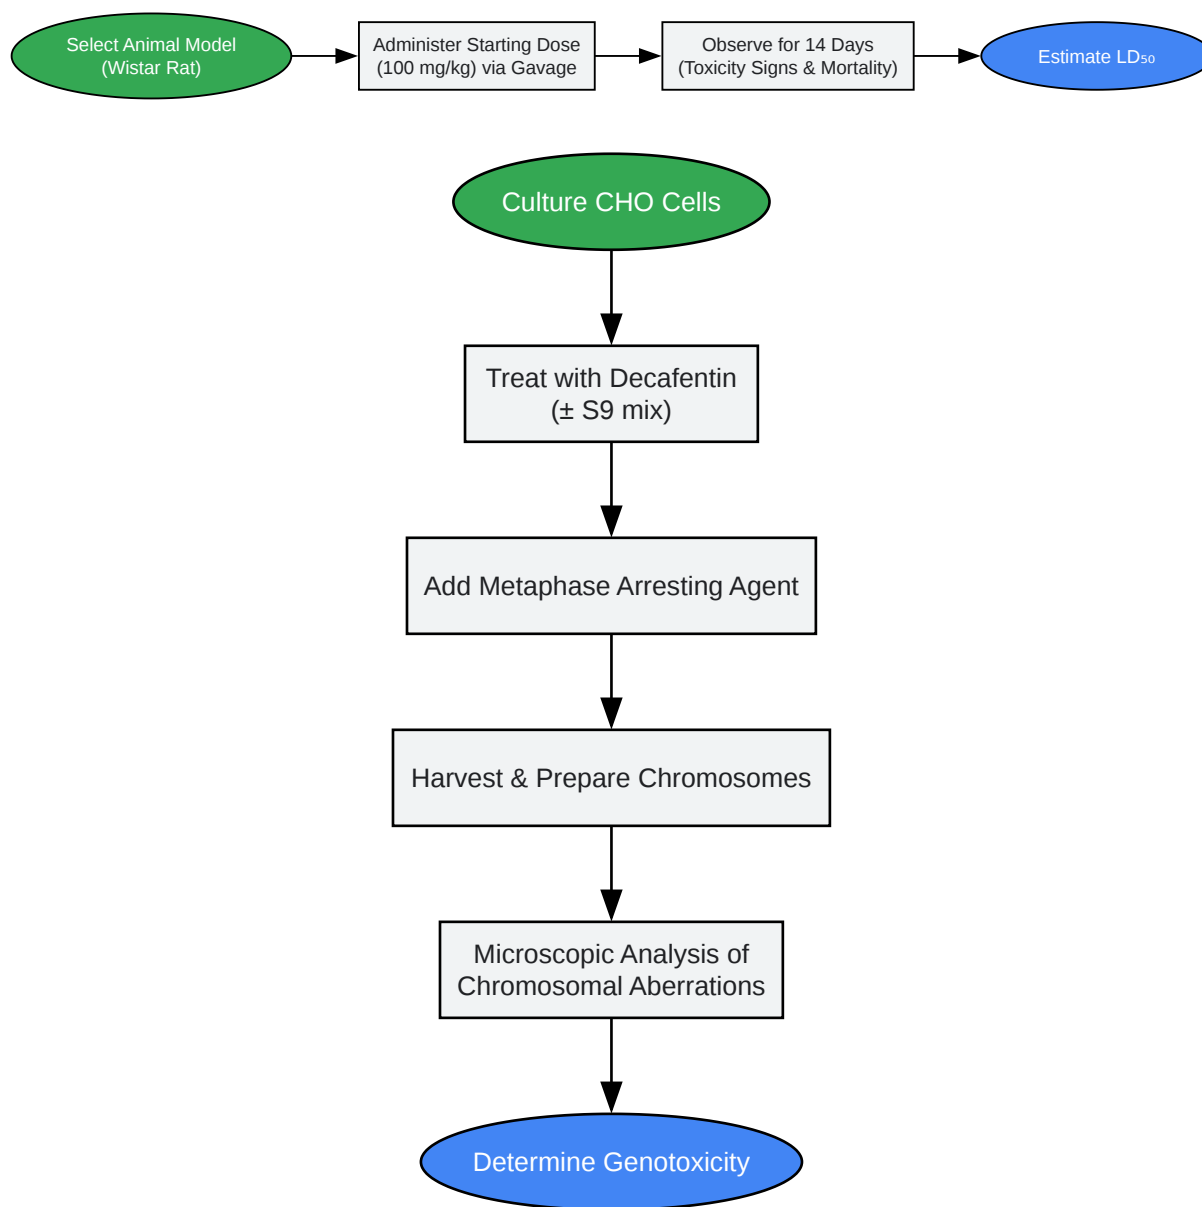 Select Animal Model
(Wistar Rat)
Administer Starting Dose
(100 mg/kg) via Gavage
Observe for 14 Days
(Toxicity Signs & Mortality)
Estimate LD₅₀
Culture CHO Cells
Treat with Decafentin
(± S9 mix)
Add Metaphase Arresting Agent
Harvest & Prepare Chromosomes
Microscopic Analysis of
Chromosomal Aberrations
Determine Genotoxicity